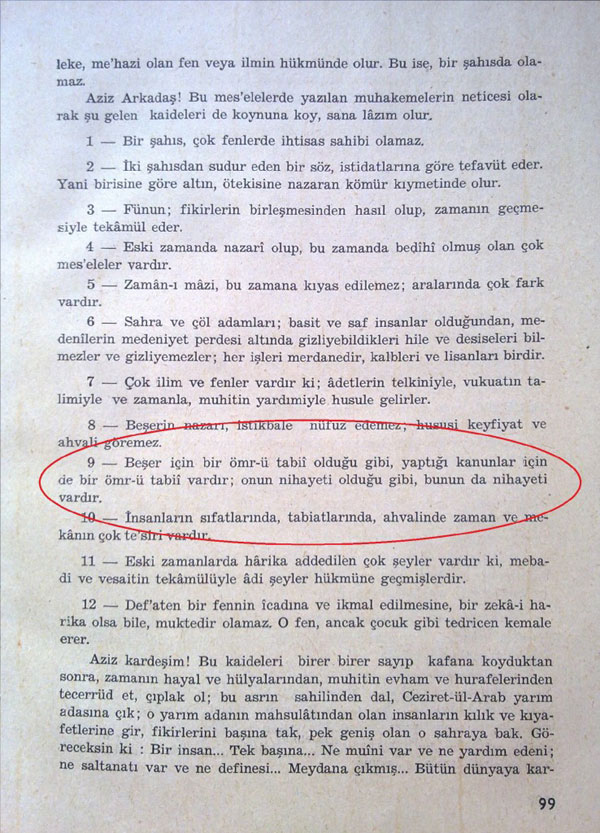 leke, me'hazi olan fen veya ilmin hükmünde olur. Bu ise, bir şahısda ola-
maz.
Aziz Arkadaş! Bu mes'elelerde yazılan muhakemelerin neticesi ola-
rak şu gelen kaideleri de koynuna koy, sana lâzım olur.
1 — Bir şahıs, çok fenlerde ihtisas sahibi olamaz.
2 — İki şahısdan sudur eden bir söz, istidatlarına göre tefavüt eder.
Yani birisine göre altın, ötekisine nazaran kömür kıymetinde olur.
3 — Fünun; fikirlerin birleşmesinden hasıl olup, zamanın geçme-
siyle tekâmül eder.
4 — Eski zamanda nazarî olup, bu zamanda bedîhî olmuş olan çok
mes'eleler vardır.
5 — Zamân-ı mâzi, bu zamana kıyas edilemez; aralarında çok fark
vardır.
6 — Sahra ve çöl adamları; basit ve saf insanlar olduğundan, me-
denîlerin medeniyet perdesi altında gizliyebildikleri hile ve desiseleri bil-
mezler ve gizliyemezler; her işleri merdanedir, kalbleri ve lisanları birdir.
7 — Çok ilim ve fenler vardır ki; âdetlerin telkiniyle, vukuatın ta-
limiyle ve zamanla, muhitin yardımiyle husule gelirler.
8 — Beşerin nazarı, istikbale nüfuz edemez; hususî keyfiyat ve
ahvali göremez.
9 — Beşer için bir ömr-ü tabiî olduğu gibi, yaptığı kanunlar için
de bir ömr-ü tabiî vardır; onun nihayeti olduğu gibi, bunun da nihayeti
vardır.
10 — İnsanların sıfatlarında, tabiatlarında, ahvalinde zaman ve me-
kânın çok te'siri vardır.
11 — Eski zamanlarda hârika addedilen çok şeyler vardır ki, meba-
di ve vesaitin tekâmülüyle âdi şeyler hükmüne geçmişlerdir.
12 — Def'aten bir fennin îcadına ve ikmal edilmesine, bir zekâ-i ha-
rika olsa bile, muktedir olamaz. O fen, ancak çocuk gibi tedricen kemale
erer.
Aziz kardeşim! Bu kaideleri birer birer sayıp kafana koyduktan
sonra, zamanın hayal ve hülyalarından, muhitin evham ve hurafelerinden
tecerrüd et, çıplak ol; bu asrın sahilinden dal, Ceziret-ül-Arab yarım
adasına çık; o yarım adanın mahsulâtından olan insanların kılık ve kıya-
fetlerine gir, fikirlerini başına tak, pek geniş olan o sahraya bak. Gö-
receksin ki : Bir insan... Tek başına... Ne muîni var ve ne yardım edeni;
ne saltanatı var ve ne definesi... Meydana çıkmış... Bütün dünyaya kar-
99